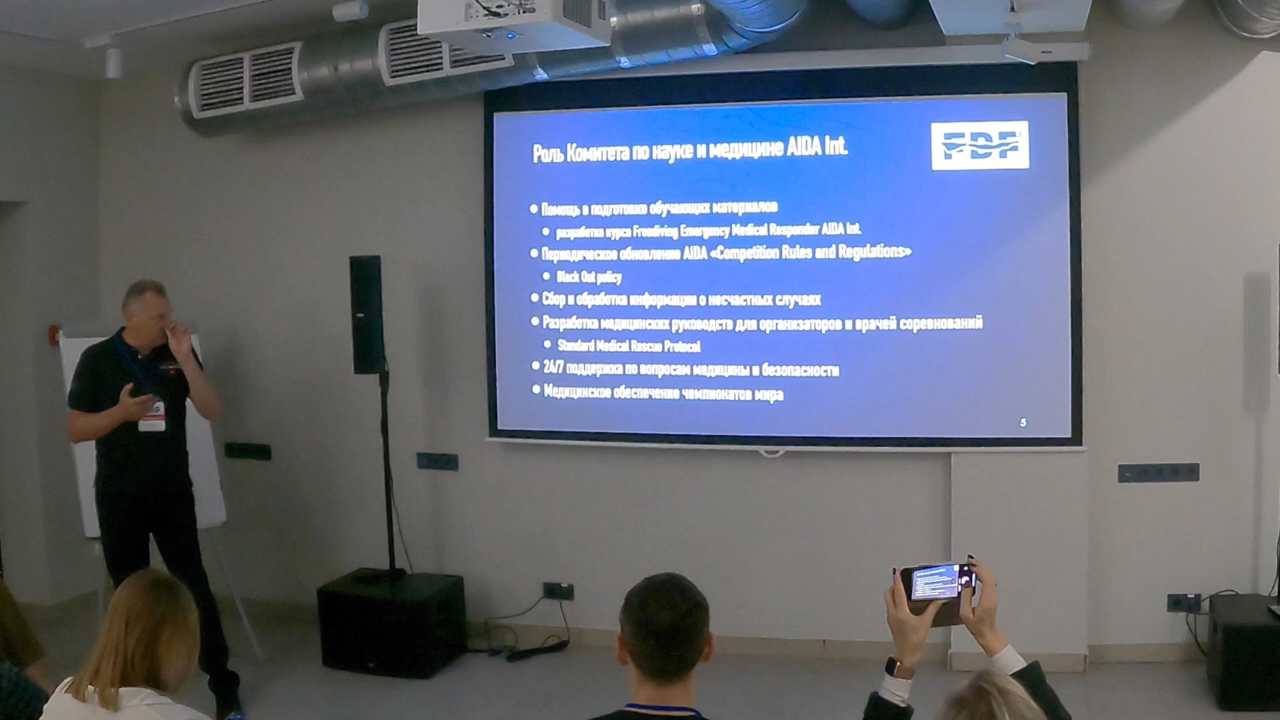 Роль Комитета по науке и медицине AIDA Int.
FDF
• Помощь в подготовке обучающих материалов
• разработка курса Freediving Emergency Medical Responder AIDA Int.
• Периодическое обновление AIDA «Competition Rules and Regulations»
• Black Out policy
• Сбор и обработка информации о несчастных случаях
• Разработка медицинских руководств для организаторов и врачей соревнований
• Standard Medical Rescue Protocol
• 24/7 поддержка по вопросам медицины и безопасности
• Медицинское обеспечение чемпионатов мира
5